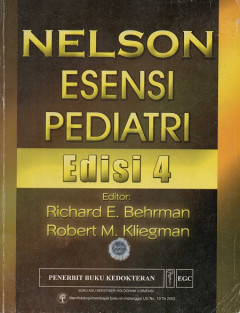 NELSON
ESENSI
PEDIATRI
Edisi 4
Editor:
Richard E. Behrman
Robert M. Kliegman
PENERBIT BUKU KEDOKTERAN
EGC